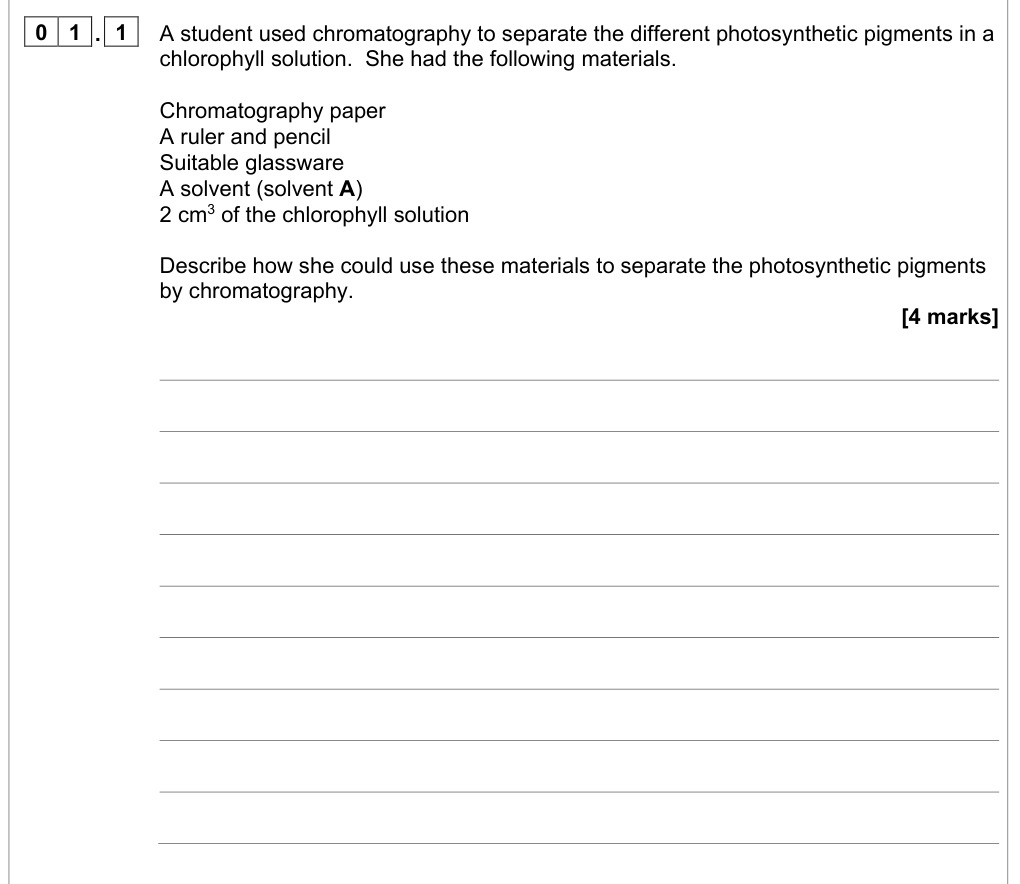 0 1 . 1 A student used chromatography to separate the different photosynthetic pigments in a
chlorophyll solution. She had the following materials.
Chromatography paper
A ruler and pencil
Suitable glassware
A solvent (solvent A)
2 cm³ of the chlorophyll solution
Describe how she could use these materials to separate the photosynthetic pigments
by chromatography.
[4 marks]